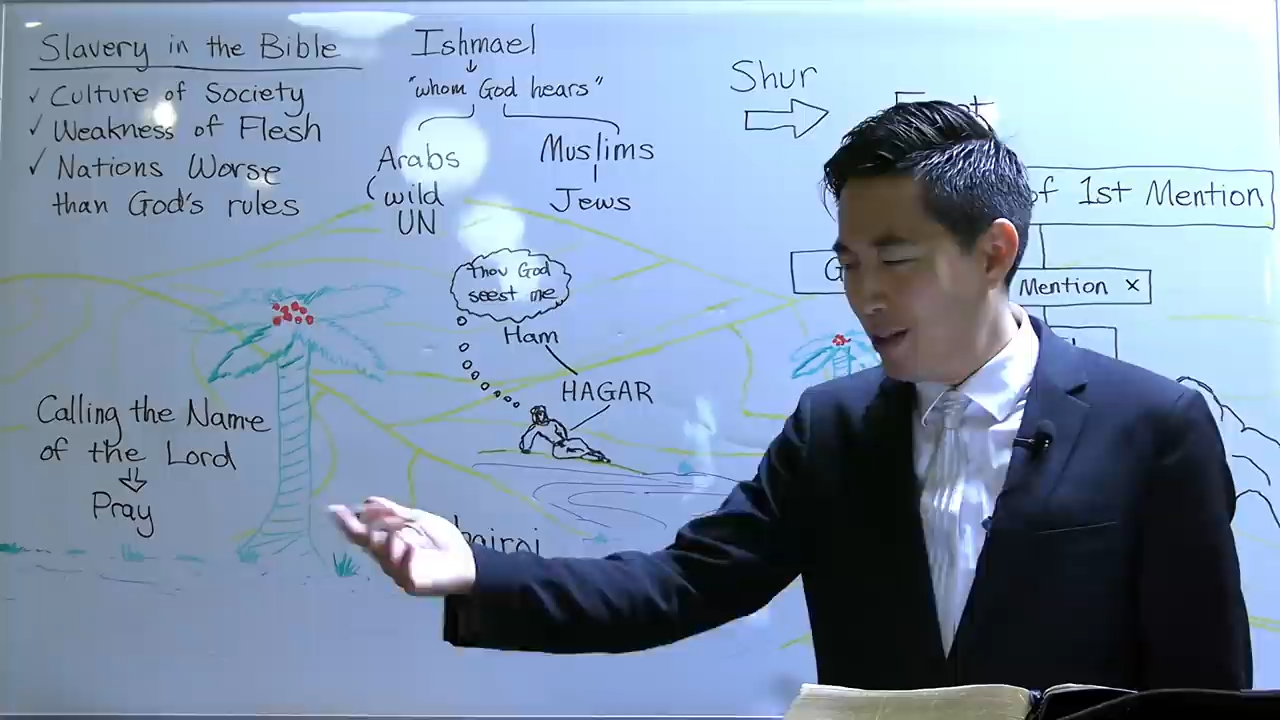 Slavery in the Bible
✓ Culture of Society
✓ Weakness of Flesh
✓ Nations Worse
than God's rules
Ishmael
"whom God hears"
Arabs
wild
UN
Muslims
Jews
Shur
of 1st Mention
Mention ×
Thou God
seest me
Ham
HAGAR
Calling the Name
of the Lord
Pray